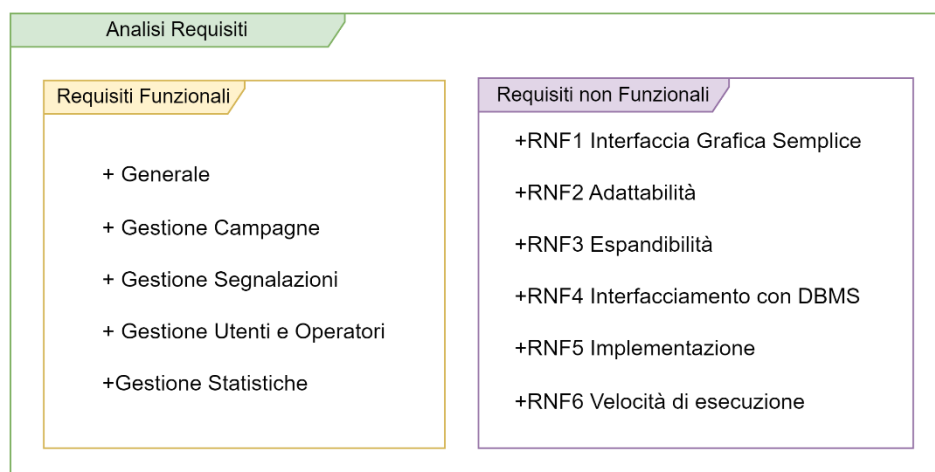 Analisi Requisiti
Requisiti Funzionali
+ Generale
+ Gestione Campagne
+ Gestione Segnalazioni
+ Gestione Utenti e Operatori
+Gestione Statistiche
Requisiti non Funzionali
+RNF1 Interfaccia Grafica Semplice
+RNF2 Adattabilità
+RNF3 Espandibilità
+RNF4 Interfacciamento con DBMS
+RNF5 Implementazione
+RNF6 Velocità di esecuzione